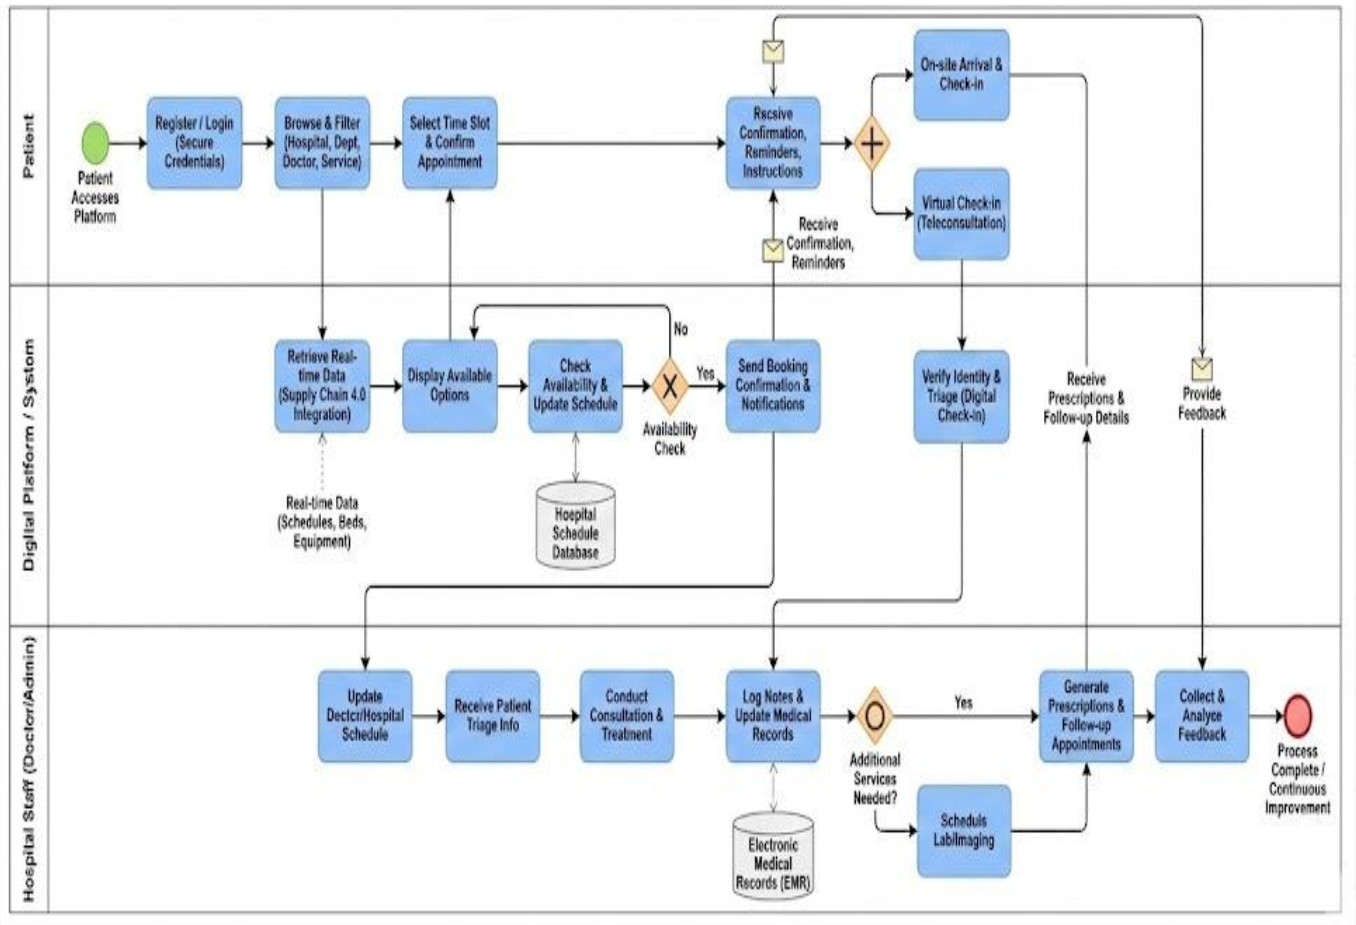 Patient
Patient
Accesses
Platform
Register / Login
(Secure
Credentials)
Browse & Filter
(Hospital, Dept,
Doctor, Service)
Select Time Slot
& Confirm
Appointment
Rscsive
Confirmation,
Reminders,
Instructions
On-site Arrival &
Check-in
Virtual Check-in
(Teleconsultation)
Receive
Confirmation,
Reminders
Digilal Platiform / System
Retrieve Real-
time Data
(Supply Chain 4.0
Integration)
Display Available
Options
Check
Availability &
Update Schedule
No
Yes
Availability
Check
Send Booking
Confirmation &
Notifications
Verify Identity &
Triage (Digital
Check-in)
Receive
Prescriptions &
Follow-up Details
Provide
Feedback
Real-time Data
(Schedules, Beds,
Equipment)
Hoepital
Schedule
Database
Hospital Staff (Doclor/Admin)
Update
Dectcr/Hospital
Schedule
Receive Patient
Triage Info
Conduct
Consultation &
Treatment
Log Notes &
Update Medical
Records
Additional
Services
Needed?
Yes
Generate
Prescriptions &
Follow-up
Appointments
Collect &
Analyce
Feedback
Process
Complete /
Continuous
Improvement
Scheduls
Lab/Imaging
Electronic
Medical
Records (EMR)